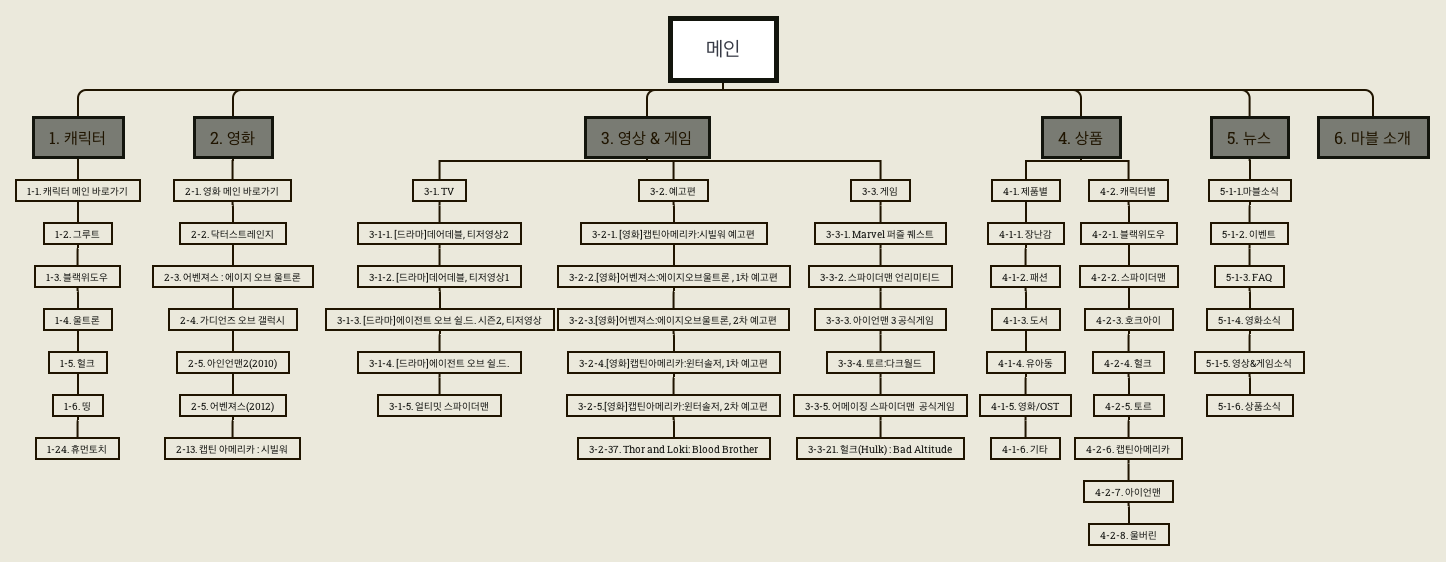 메인
1. 캐릭터
2. 영화
3. 영상 & 게임
4. 상품
5. 뉴스
6. 마블 소개
1-1. 캐릭터 메인 바로가기
1-2. 그루트
1-3. 블랙위도우
1-4. 울트론
1-5. 헐크
1-6. 띵
1-24. 휴먼토치
2-1. 영화 메인 바로가기
2-2. 닥터스트레인지
2-3. 어벤져스 : 에이지 오브 울트론
2-4. 가디언즈 오브 갤럭시
2-5. 아인언맨2(2010)
2-5. 어벤져스(2012)
2-13. 캡틴 아메리카 : 시빌워
3-1. TV
3-1-1. [드라마]데어데블, 티저영상2
3-1-2. [드라마]데어데블, 티저영상1
3-1-3. [드라마]에이전트 오브 쉴.드. 시즌2, 티저영상
3-1-4. [드라마]에이전트 오브 쉴.드.
3-1-5. 얼티밋 스파이더맨
3-2. 예고편
3-2-1. [영화]캡틴아메리카:시빌워 예고편
3-2-2.[영화]어벤져스:에이지오브울트론 , 1차 예고편
3-2-3.[영화]어벤져스:에이지오브울트론, 2차 예고편
3-2-4.[영화]캡틴아메리카:윈터솔저, 1차 예고편
3-2-5.[영화]캡틴아메리카:윈터솔저, 2차 예고편
3-2-37. Thor and Loki: Blood Brother
3-3. 게임
3-3-1. Marvel 퍼즐 퀘스트
3-3-2. 스파이더맨 언리미티드
3-3-3. 아이언맨 3 공식게임
3-3-4. 토르:다크월드
3-3-5. 어메이징 스파이더맨 공식게임
3-3-21. 헐크(Hulk) : Bad Altitude
4-1. 제품별
4-1-1. 장난감
4-1-2. 패션
4-1-3. 도서
4-1-4. 유아동
4-1-5. 영화/OST
4-1-6. 기타
4-2. 캐릭터별
4-2-1. 블랙위도우
4-2-2. 스파이더맨
4-2-3. 호크아이
4-2-4. 헐크
4-2-5. 토르
4-2-6. 캡틴아메리카
4-2-7. 아이언맨
4-2-8. 울버린
5-1-1.마블소식
5-1-2. 이벤트
5-1-3. FAQ
5-1-4. 영화소식
5-1-5. 영상&게임소식
5-1-6. 상품소식